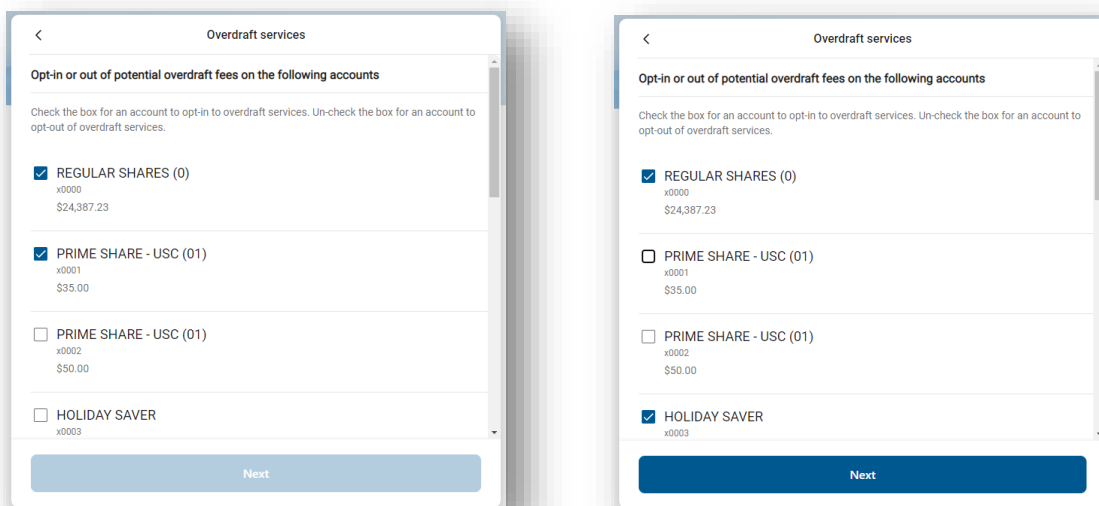 Overdraft services
Opt-in or out of potential overdraft fees on the following accounts
Check the box for an account to opt-in to overdraft services. Un-check the box for an account to
opt-out of overdraft services.
REGULAR SHARES (0)
x0000
$24,387.23
PRIME SHARE - USC (01)
x0001
$35.00
PRIME SHARE - USC (01)
x0002
$50.00
HOLIDAY SAVER
x0003
Next
Overdraft services
Opt-in or out of potential overdraft fees on the following accounts
Check the box for an account to opt-in to overdraft services. Un-check the box for an account to
opt-out of overdraft services.
REGULAR SHARES (0)
x0000
$24,387.23
PRIME SHARE - USC (01)
x0001
$35.00
PRIME SHARE - USC (01)
x0002
$50.00
HOLIDAY SAVER
x0003
Next